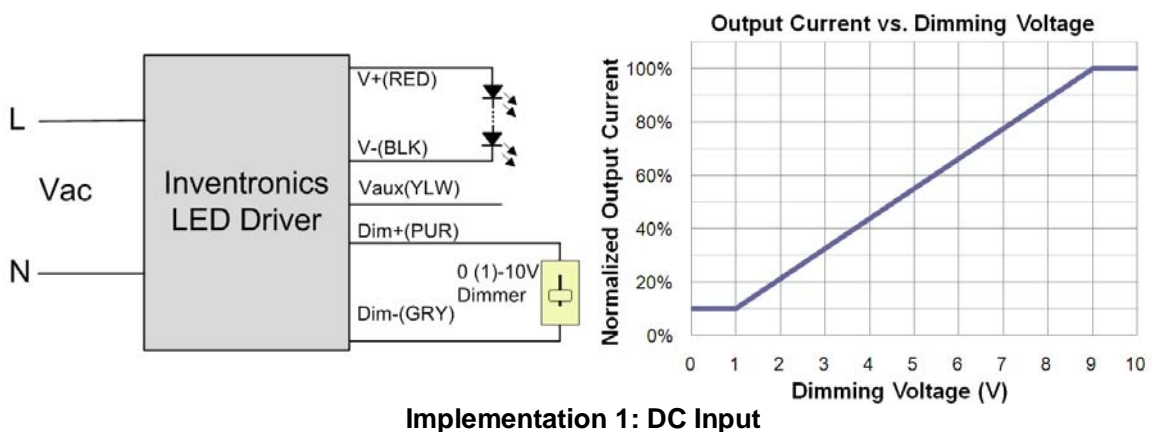 L
Vac
N
Inventronics
LED Driver
V+(RED)
V-(BLK)
Vaux(YLW)
Dim+(PUR)
0 (1)-10V
Dimmer
Dim-(GRY)
Output Current vs. Dimming Voltage
Normalized Output Current
100%
80%
60%
40%
20%
0%
0 1 2 3 4 5 6 7 8 9 10
Dimming Voltage (V)
Implementation 1: DC Input